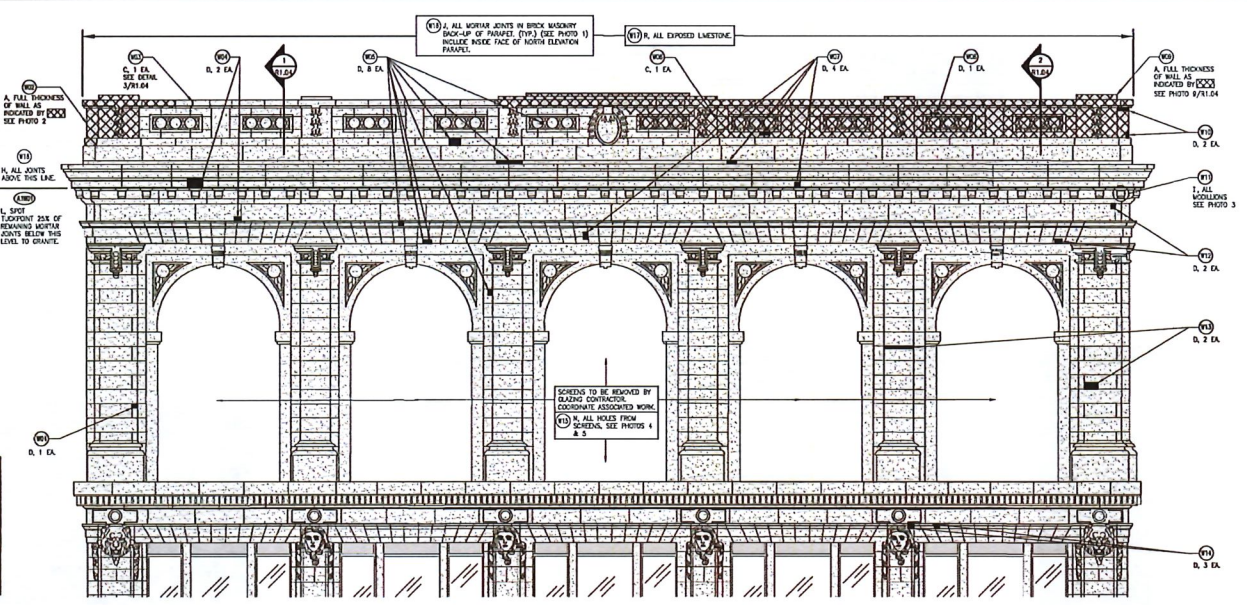 W18 J, ALL MORTAR JOINTS IN BRICK MASONRY
BACK-UP OF PARAPET. (TYP.) (SEE PHOTO 1)
INCLUDE INSIDE FACE OF NORTH ELEVATION
PARAPET.
W17 R, ALL EXPOSED LIMESTONE.
W03
C, 1 EA.
SEE DETAIL
3/R1.04
W04
D, 2 EA.
1
R1.04
W05
D, 8 EA.
W06
C, 1 EA.
W07
D, 4 EA.
W08
D, 1 EA.
2
R1.04
W09
A, FULL THICKNESS
OF WALL AS
INDICATED BY
SEE PHOTO 9/R1.04
W02
A, FULL THICKNESS
OF WALL AS
INDICATED BY
SEE PHOTO 2
W10
D, 2 EA.
W16
H, ALL JOINTS
ABOVE THIS LINE.
W11
I, ALL
MODILLIONS
SEE PHOTO 3
L, SPOT
TUCKPOINT 25% OF
REMAINING MORTAR
JOINTS BELOW THIS
LEVEL TO GRANITE.
W12
D, 2 EA.
W13
D, 2 EA.
SCREENS TO BE REMOVED BY
GLAZING CONTRACTOR.
COORDINATE ASSOCIATED WORK.
W15 N, ALL HOLES FROM
SCREENS, SEE PHOTOS 4
& 5
W01
D, 1 EA.
W14
D, 3 EA.